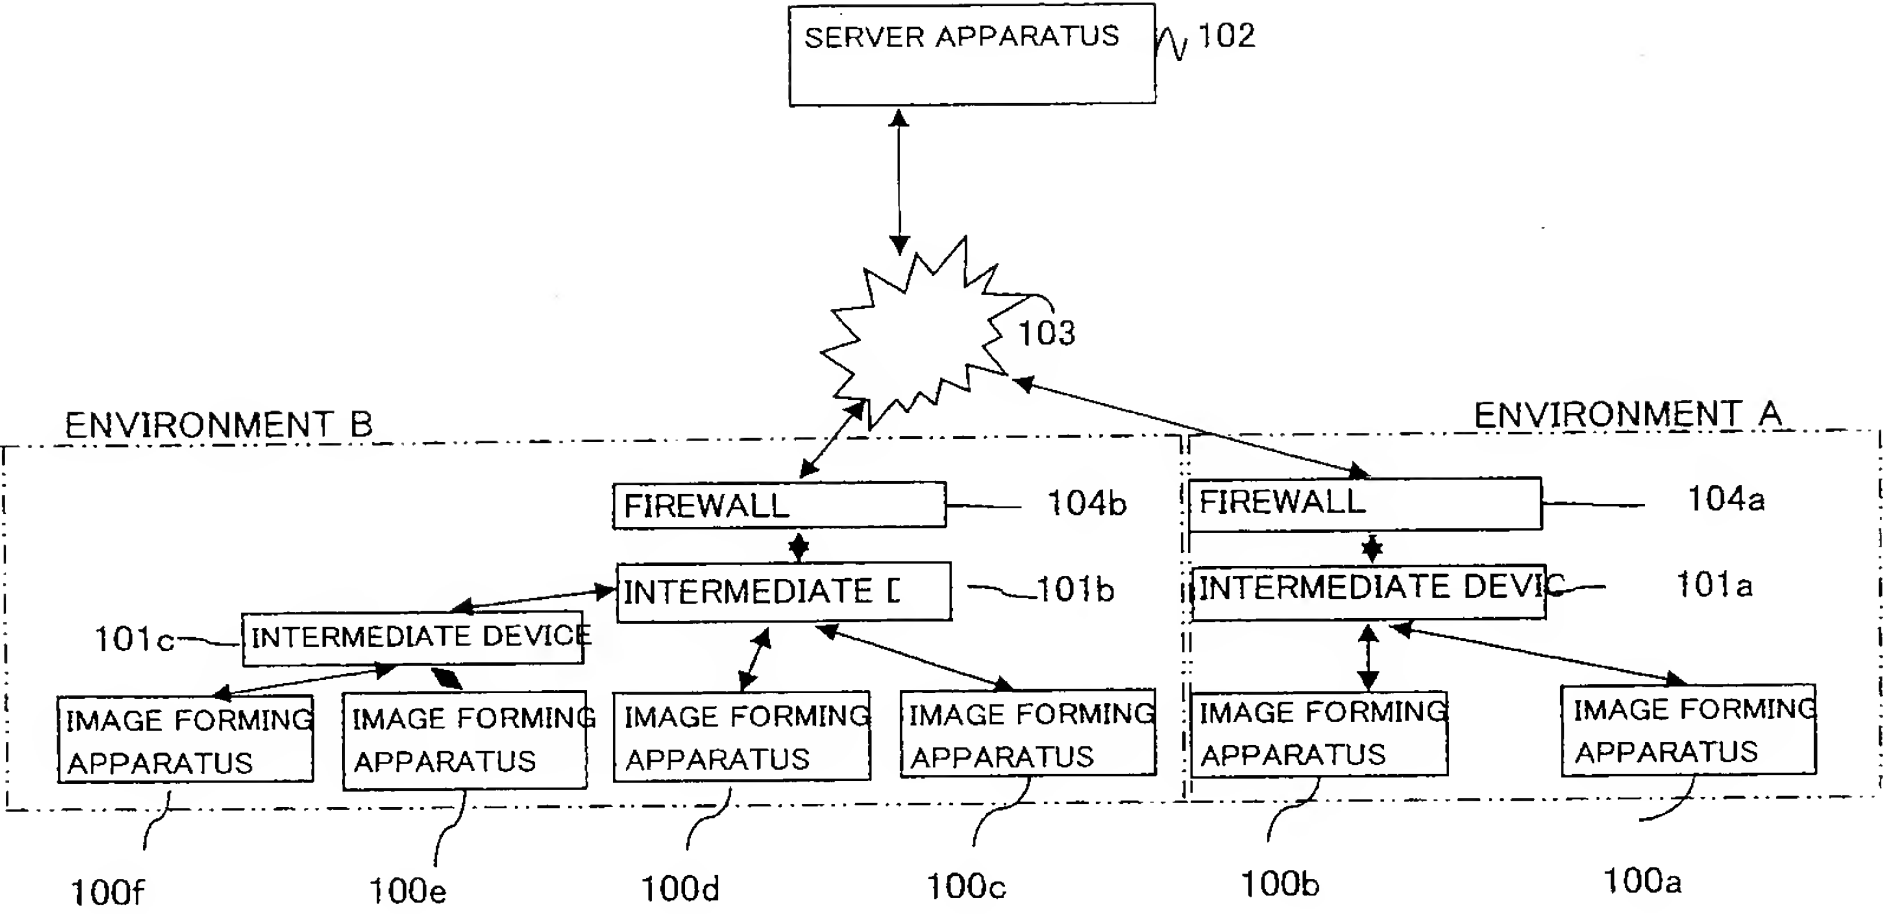 SERVER APPARATUS
102
103
ENVIRONMENT B
ENVIRONMENT A
FIREWALL
104b
FIREWALL
104a
INTERMEDIATE D
101b
INTERMEDIATE DEVIC
101a
101c
INTERMEDIATE DEVICE
IMAGE FORMING
APPARATUS
IMAGE FORMING
APPARATUS
IMAGE FORMING
APPARATUS
IMAGE FORMING
APPARATUS
IMAGE FORMING
APPARATUS
IMAGE FORMING
APPARATUS
100f
100e
100d
100c
100b
100a